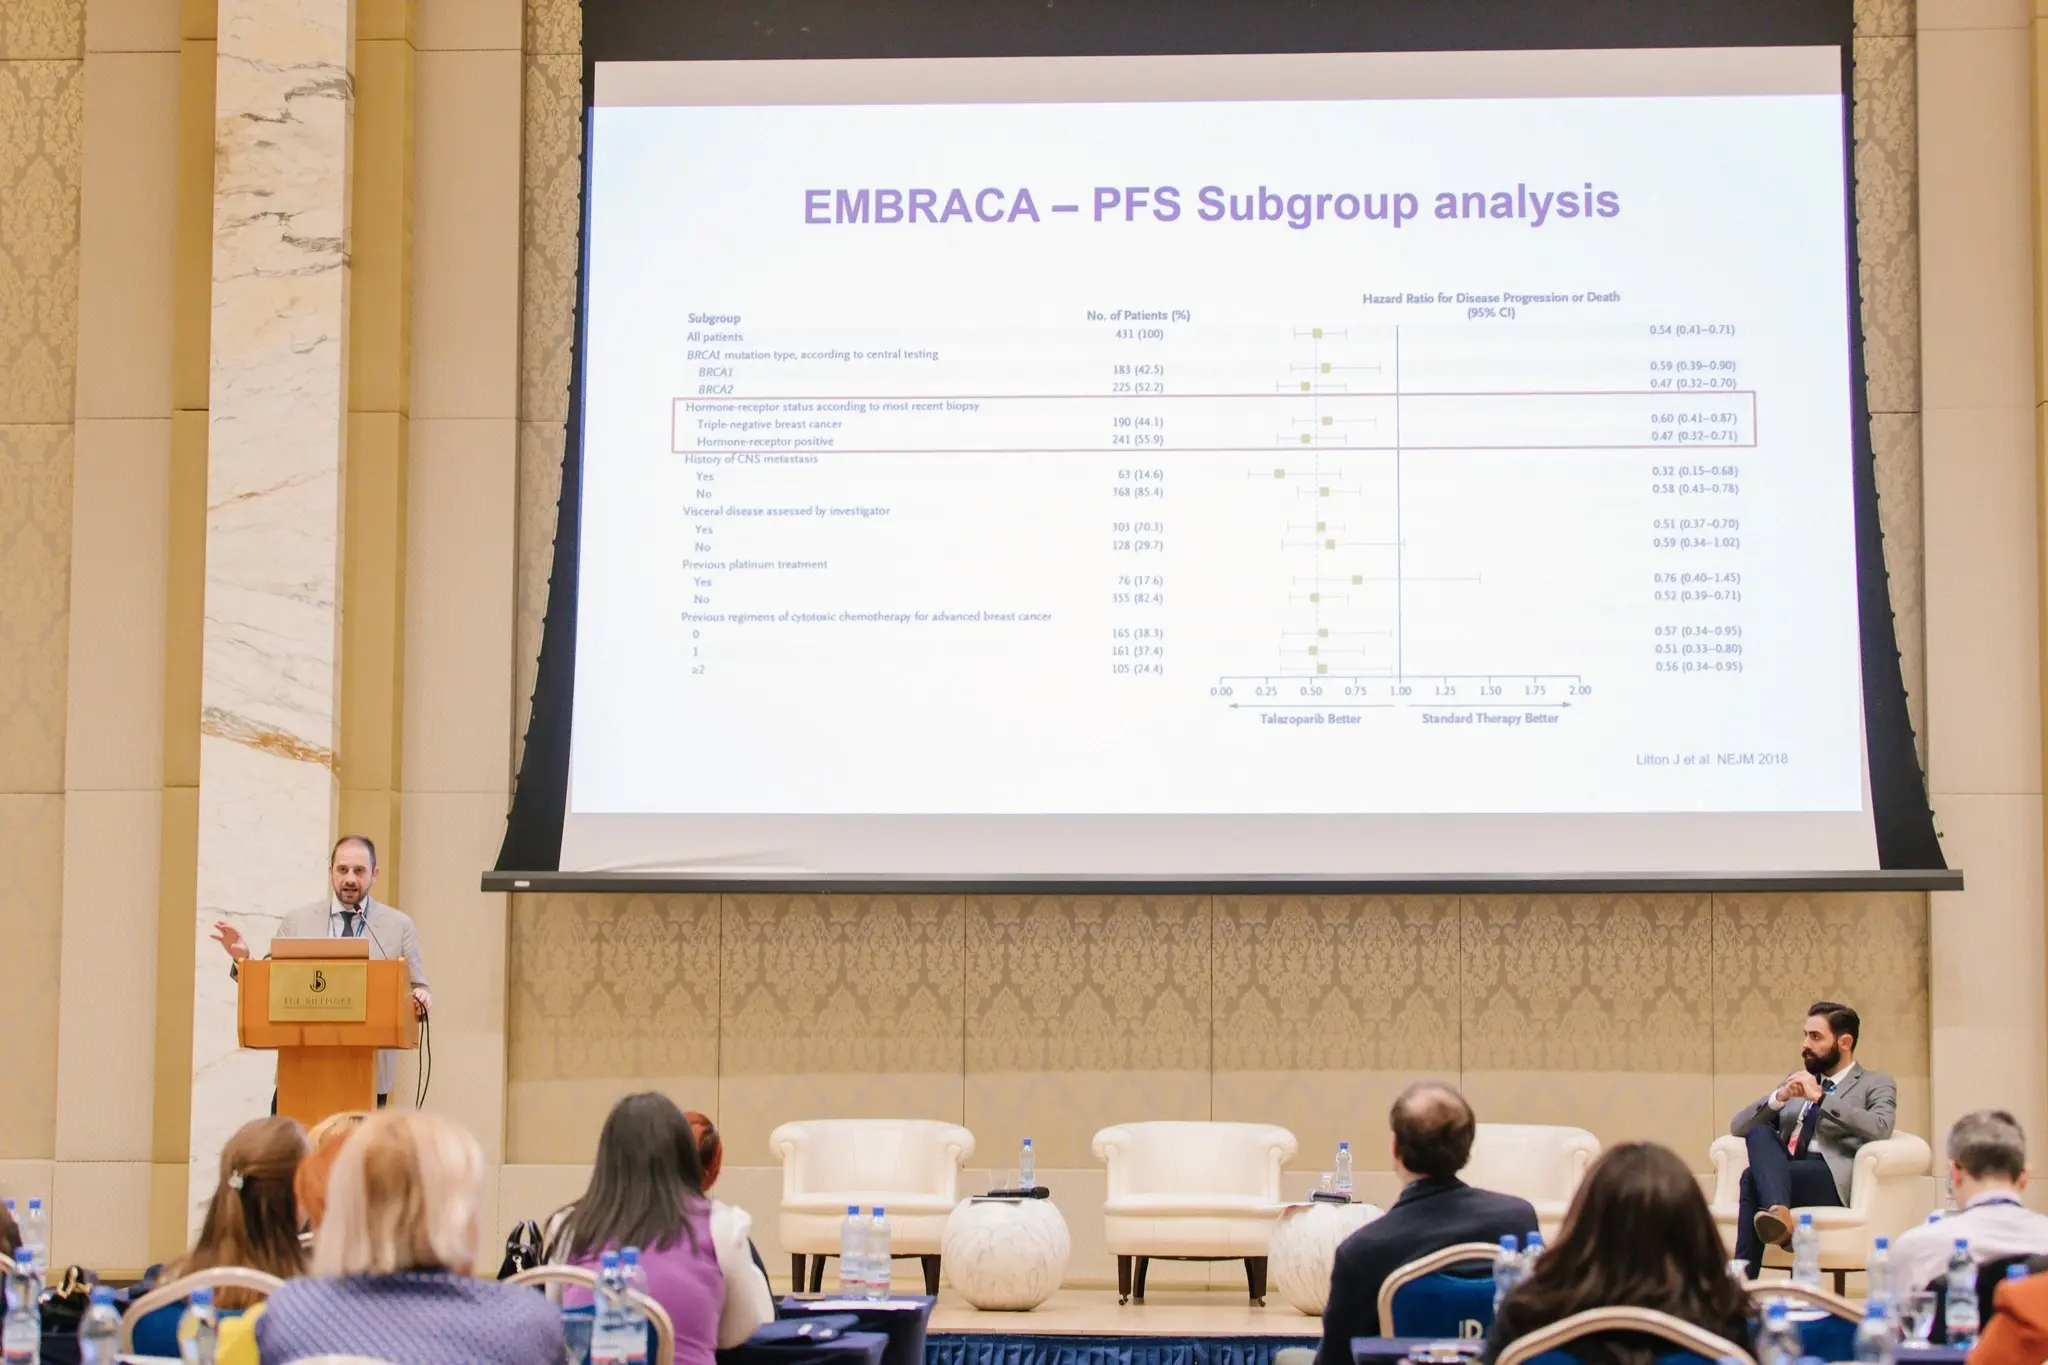 EMBRACA – PFS Subgroup analysis
Hazard Ratio for Disease Progression or Death
Subgroup No. of Patients (%) (95% CI)
All patients 431 (100) 0.54 (0.41–0.71)
BRCA1 mutation type, according to central testing
BRCA1 183 (42.5) 0.59 (0.39–0.90)
BRCA2 225 (52.2) 0.47 (0.32–0.70)
Hormone-receptor status according to most recent biopsy
Triple-negative breast cancer 190 (44.1) 0.60 (0.41–0.87)
Hormone-receptor positive 241 (55.9) 0.47 (0.32–0.71)
History of CNS metastasis
Yes 63 (14.6) 0.32 (0.15–0.68)
No 368 (85.4) 0.58 (0.43–0.78)
Visceral disease assessed by investigator
Yes 303 (70.3) 0.51 (0.37–0.70)
No 128 (29.7) 0.59 (0.34–1.02)
Previous platinum treatment
Yes 76 (17.6) 0.76 (0.40–1.45)
No 355 (82.4) 0.52 (0.39–0.71)
Previous regimens of cytotoxic chemotherapy for advanced breast cancer
0 165 (38.3) 0.57 (0.34–0.95)
1 161 (37.4) 0.51 (0.33–0.80)
≥2 105 (24.4) 0.56 (0.34–0.95)
0.00 0.25 0.50 0.75 1.00 1.25 1.50 1.75 2.00
Talazoparib Better Standard Therapy Better
Litton J et al. NEJM 2018
THE BILTMORE